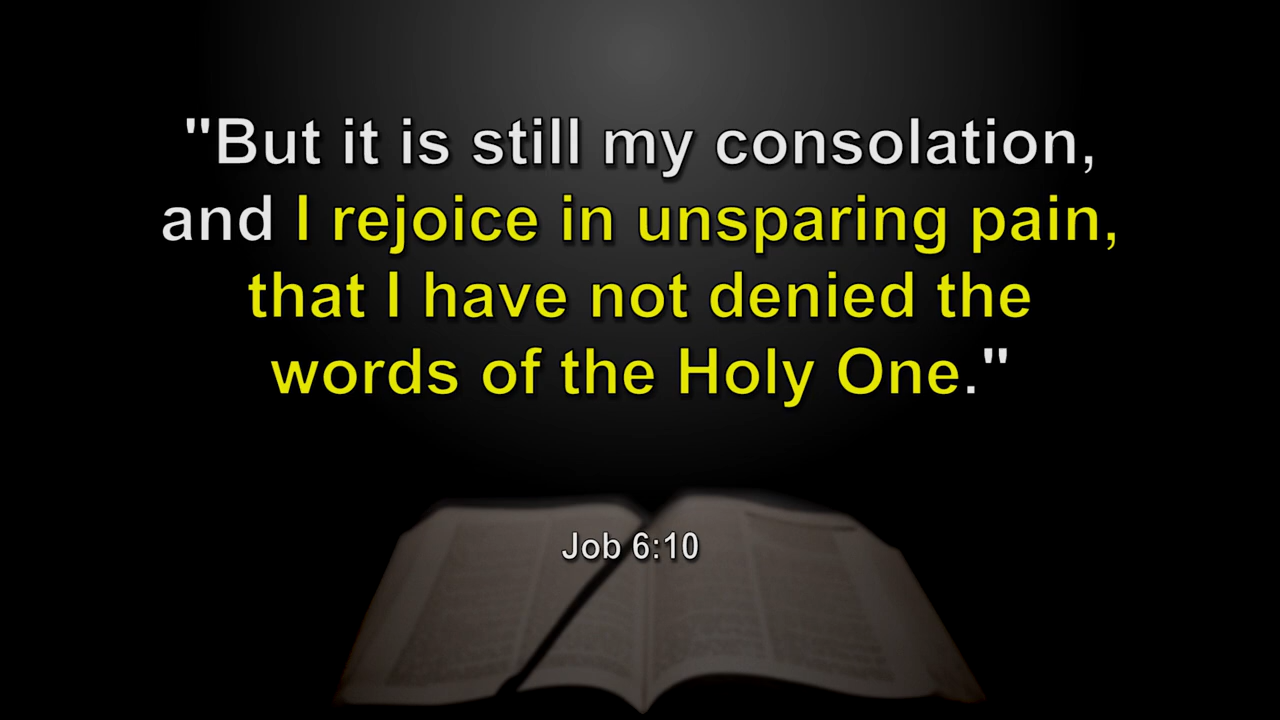 "But it is still my consolation,
and I rejoice in unsparing pain,
that I have not denied the
words of the Holy One."
Job 6:10